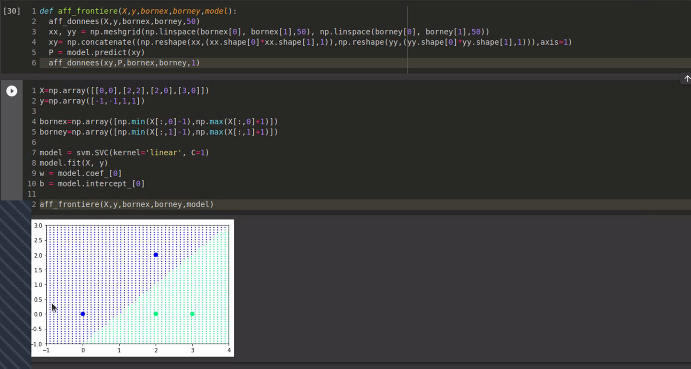 [30]
1 def aff_frontiere(X,y,bornex,borney,model):
2 aff_donnees(X,y,bornex,borney,50)
3 xx, yy = np.meshgrid(np.linspace(bornex[0], bornex[1],50), np.linspace(borney[0], borney[1],50))
4 xy= np.concatenate((np.reshape(xx,(xx.shape[0]*xx.shape[1],1)),np.reshape(yy,(yy.shape[0]*yy.shape[1],1))),axis=1)
5 P = model.predict(xy)
6 aff_donnees(xy,P,bornex,borney,1)
1 X=np.array([[0,0],[2,2],[2,0],[3,0]])
2 y=np.array([-1,-1,1,1])
3
4 bornex=np.array([np.min(X[:,0]-1),np.max(X[:,0]+1)])
5 borney=np.array([np.min(X[:,1]-1),np.max(X[:,1]+1)])
6
7 model = svm.SVC(kernel='linear', C=1)
8 model.fit(X, y)
9 w = model.coef_[0]
10 b = model.intercept_[0]
11
2 aff_frontiere(X,y,bornex,borney,model)
3.0
2.5
2.0
1.5
1.0
0.5
0.0
-0.5
-1.0
−1 0 1 2 3 4